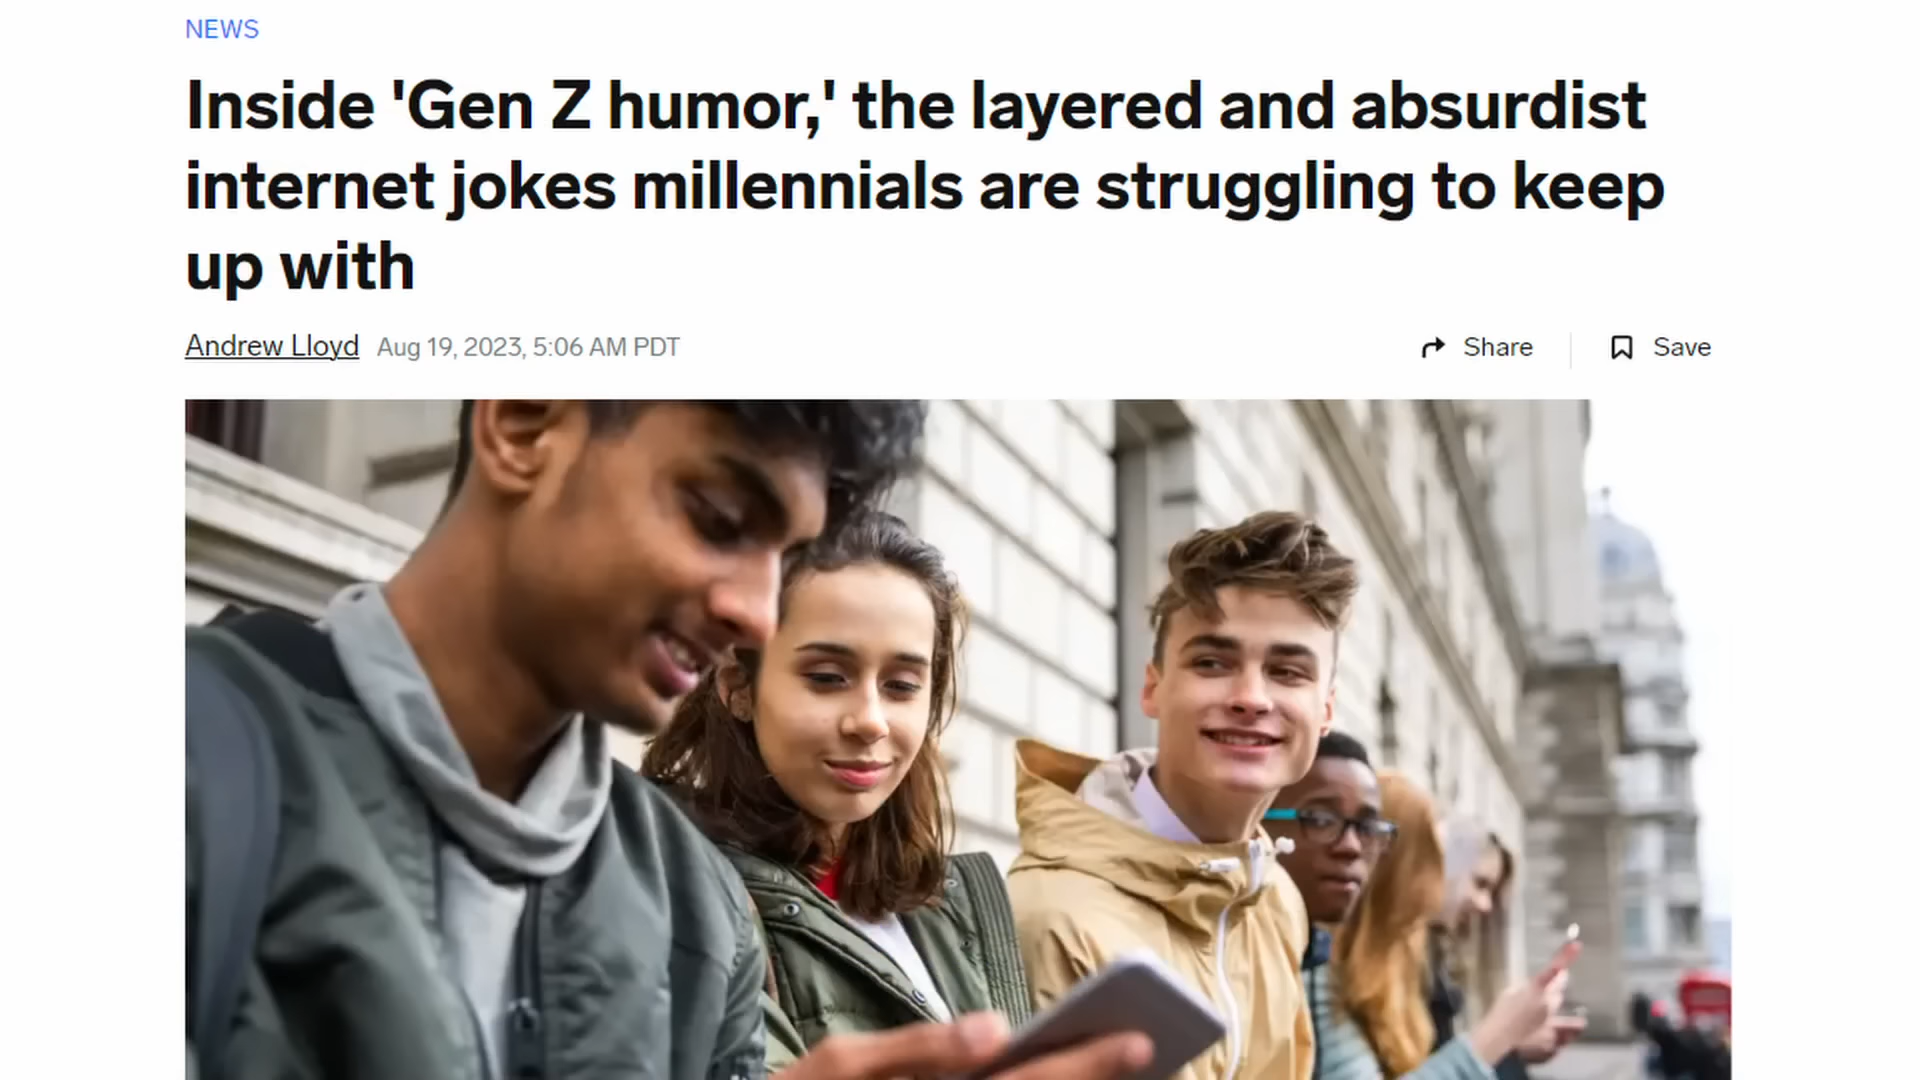 NEWS
Inside 'Gen Z humor,' the layered and absurdist
internet jokes millennials are struggling to keep
up with
Andrew Lloyd Aug 19, 2023, 5:06 AM PDT
Share
Save